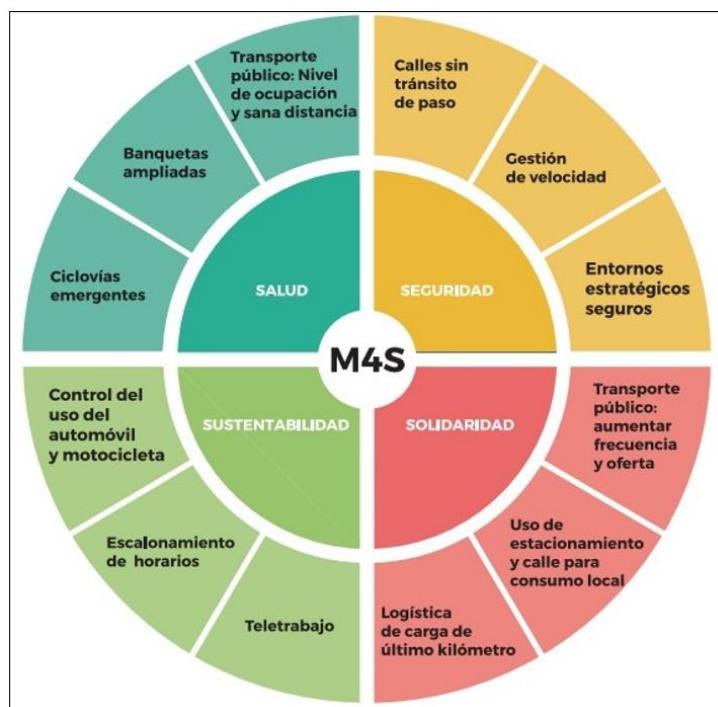 Transporte
público: Nivel
de ocupación
y sana distancia
Banquetas
ampliadas
Ciclovías
emergentes
SALUD
Calles sin
tránsito
de paso
Gestión
de velocidad
Entornos
estratégicos
seguros
SEGURIDAD
M4S
Control del
uso del
automóvil
y motocicleta
Escalonamiento
de horarios
Teletrabajo
SUSTENTABILIDAD
Transporte
público:
aumentar
frecuencia
y oferta
Uso de
estacionamiento
y calle para
consumo local
Logística
de carga de
último kilómetro
SOLIDARIDAD